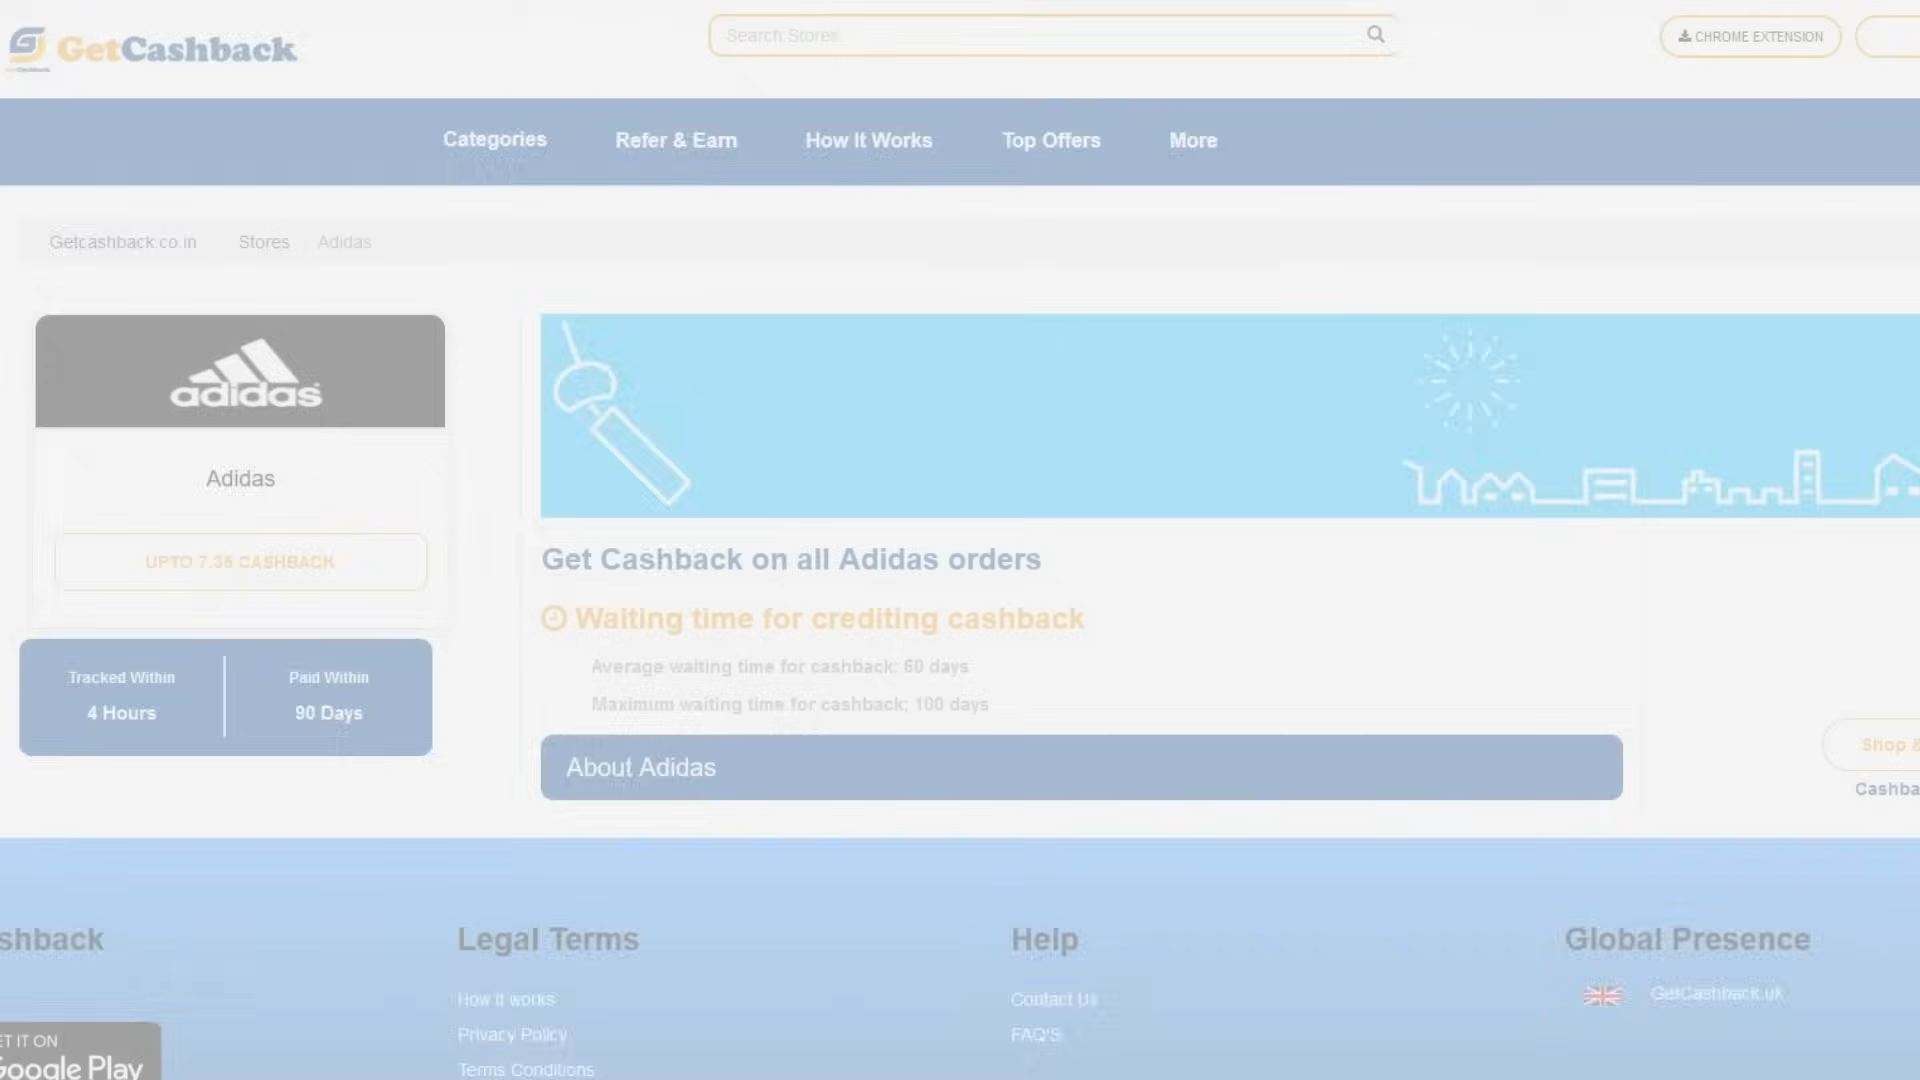 GetCashback
Search Stores
CHROME EXTENSION
Categories
Refer & Earn
How It Works
Top Offers
More
Getcashback.co.in
Stores
Adidas
adidas
Adidas
UPTO 7.35 CASHBACK
Tracked Within
4 Hours
Paid Within
90 Days
Get Cashback on all Adidas orders
Waiting time for crediting cashback
Average waiting time for cashback: 60 days
Maximum waiting time for cashback: 100 days
About Adidas
Shop &
Cashba
shback
Legal Terms
How it works
Privacy Policy
Terms Conditions
Help
Contact Us
FAQ'S
Global Presence
GetCashback.uk
ET IT ON
Google Play